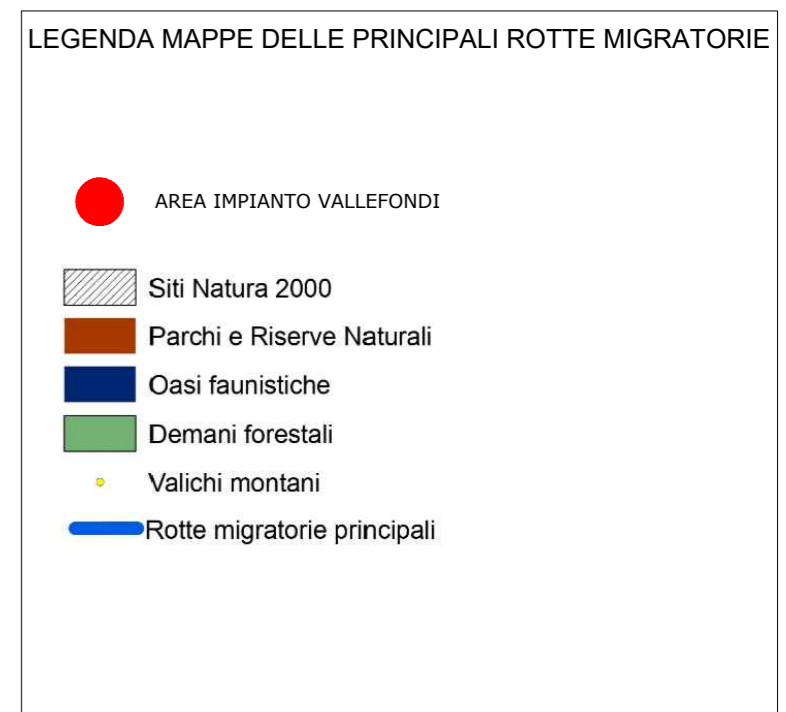 LEGENDA MAPPE DELLE PRINCIPALI ROTTE MIGRATORIE
AREA IMPIANTO VALLEFONDI
Siti Natura 2000
Parchi e Riserve Naturali
Oasi faunistiche
Demani forestali
Valichi montani
Rotte migratorie principali